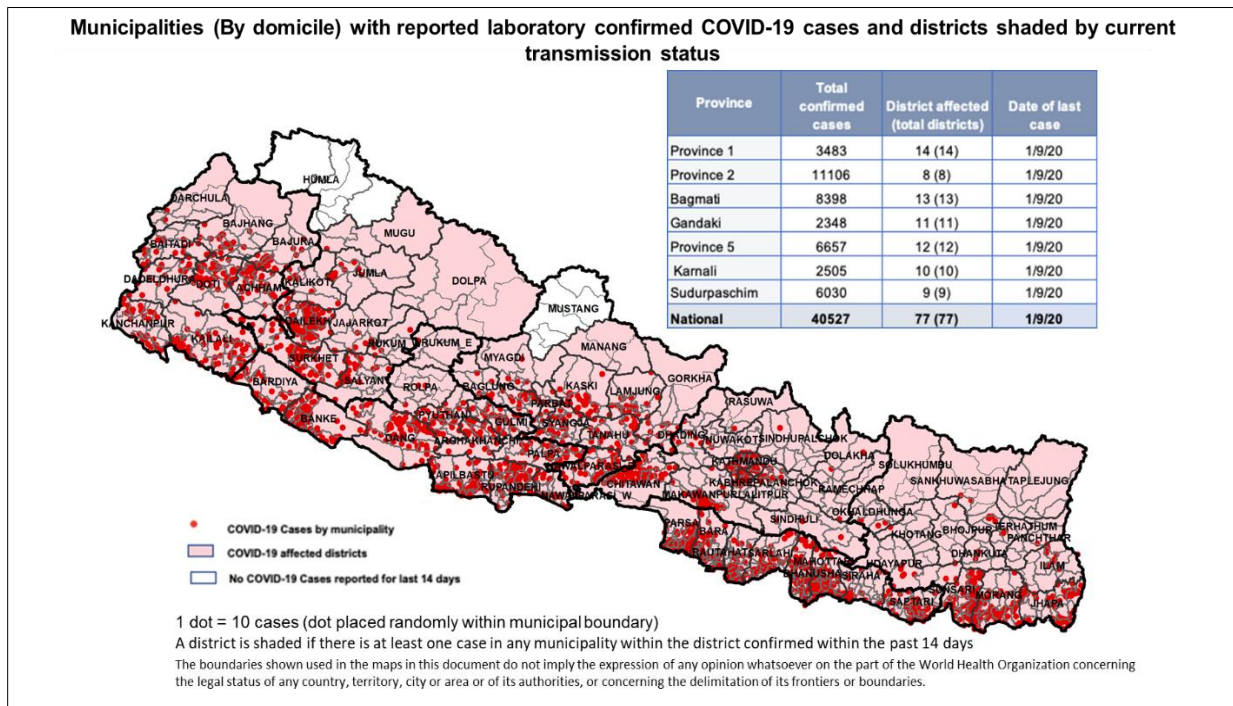 Municipalities (By domicile) with reported laboratory confirmed COVID-19 cases and districts shaded by current
transmission status
Province Total confirmed cases District affected (total districts) Date of last case
Province 1 3483 14 (14) 1/9/20
Province 2 11106 8 (8) 1/9/20
Bagmati 8398 13 (13) 1/9/20
Gandaki 2348 11 (11) 1/9/20
Province 5 6657 12 (12) 1/9/20
Karnali 2505 10 (10) 1/9/20
Sudurpaschim 6030 9 (9) 1/9/20
National 40527 77 (77) 1/9/20
HUMLA
DARCHULA
BAJHANG
MUGU
BAITADI
BAJURA
JUMLA
DOLPA
DADELDHURA
DOTI
ACHHAM
KALIKOT
MUSTANG
KANCHANPUR
DAILEKH
JAJARKOT
KAILALI
RUKUM_E
MANANG
SURKHET
MYAGDI
GORKHA
BARDIYA
SALYAN
ROLPA
BAGLUNG
KASKI
LAMJUNG
PARBAT
RASUWA
BANKE
PYUTHAN
GULMI
SYANGJA
TANAHU
DHADING
NUWAKOT
SINDHUPALCHOK
DANG
ARGHAKHANCHI
PALPA
DOLAKHA
KATHMANDU
SOLUKHUMBU
SANKHUWASABHA
TAPLEJUNG
KAPILBASTU
RUPANDEHI
CHITAWAN
KABHREPALANCHOK
MAKAWANPUR
LALITPUR
RAMECHHAP
OKHALDHUNGA
PARSA
BARA
SINDHULI
KHOTANG
BHOJPUR
TERHATHUM
PANCHTHAR
RAUTAHAT
SARLAHI
MAHOTTARI
DHANKUTA
ILAM
DHANUSHA
SIRAHA
UDAYAPUR
SAPTARI
SUNSARI
MORANG
JHAPA
COVID-19 Cases by municipality
COVID-19 affected districts
No COVID-19 Cases reported for last 14 days
1 dot = 10 cases (dot placed randomly within municipal boundary)
A district is shaded if there is at least one case in any municipality within the district confirmed within the past 14 days
The boundaries shown used in the maps in this document do not imply the expression of any opinion whatsoever on the part of the World Health Organization concerning
the legal status of any country, territory, city or area or of its authorities, or concerning the delimitation of its frontiers or boundaries.